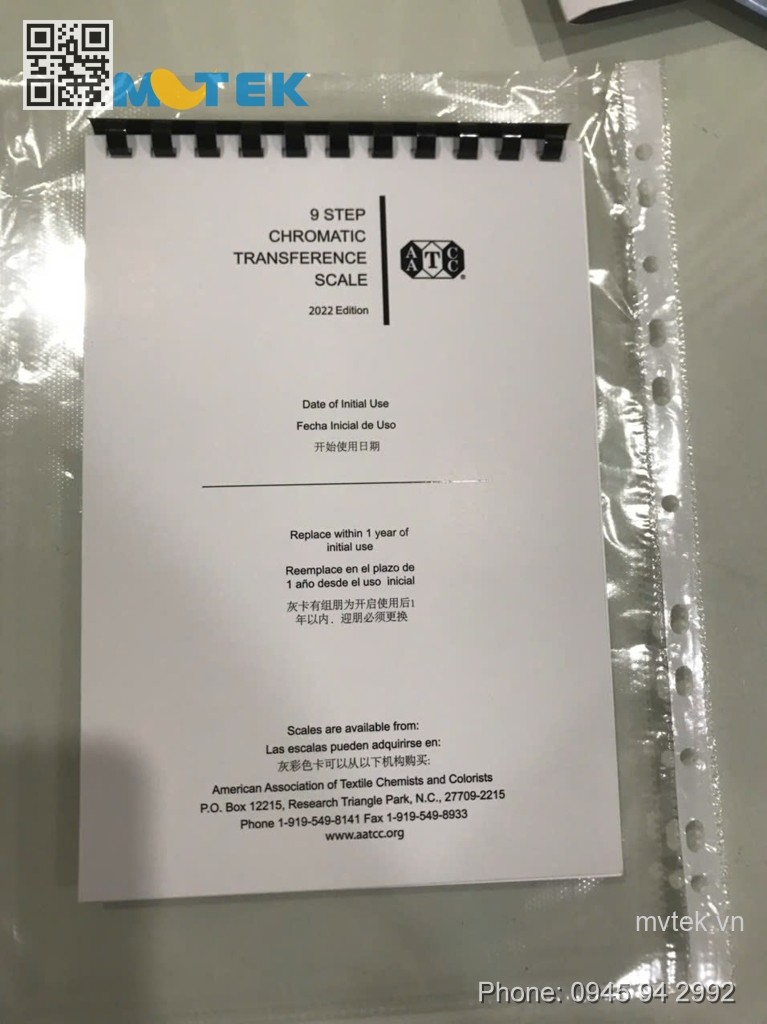 MVTEK
9 STEP
CHROMATIC
TRANSFERENCE
SCALE
2022 Edition
A
A
T
C
C
®
Date of Initial Use
Fecha Inicial de Uso
开始使用日期
Replace within 1 year of
initial use
Reemplace en el plazo de
1 año desde el uso inicial
灰卡有组朋为开启使用后1
年以内，迎朋必须更换
Scales are available from:
Las escalas pueden adquirirse en:
灰彩色卡可以从以下机构购买:
American Association of Textile Chemists and Colorists
P.O. Box 12215, Research Triangle Park, N.C., 27709-2215
Phone 1-919-549-8141 Fax 1-919-549-8933
www.aatcc.org
mvtek.vn
Phone: 0945 94 2992